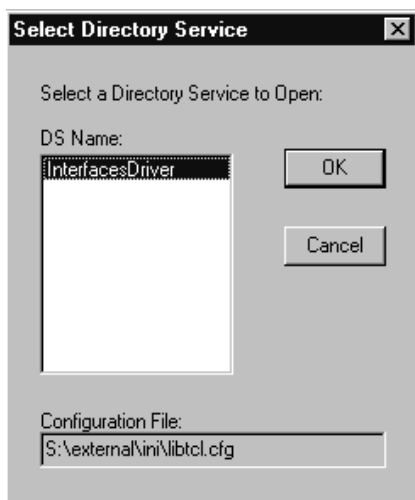 Select Directory Service
Select a Directory Service to Open:
DS Name:
InterfacesDriver
OK
Cancel
Configuration File:
S:\external\ini\libtcl.cfg